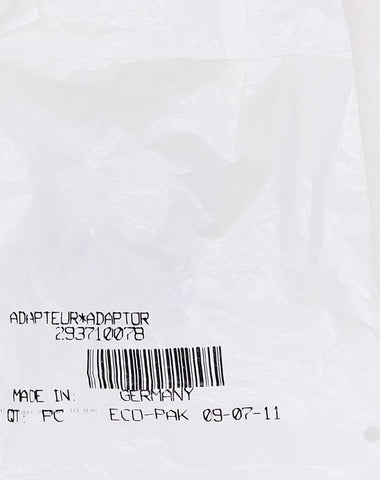 ADAPTEUR*ADAPTOR
293710078
MADE IN: GERMANY
QT: PC ECO-PAK 09-07-11